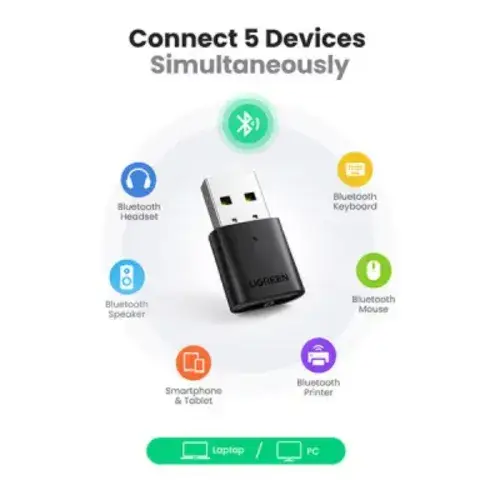 Connect 5 Devices
Simultaneously
Bluetooth
Headset
Bluetooth
Keyboard
UGREEN
Bluetooth
Speaker
Bluetooth
Mouse
Smartphone
& Tablet
Bluetooth
Printer
Laptop / PC